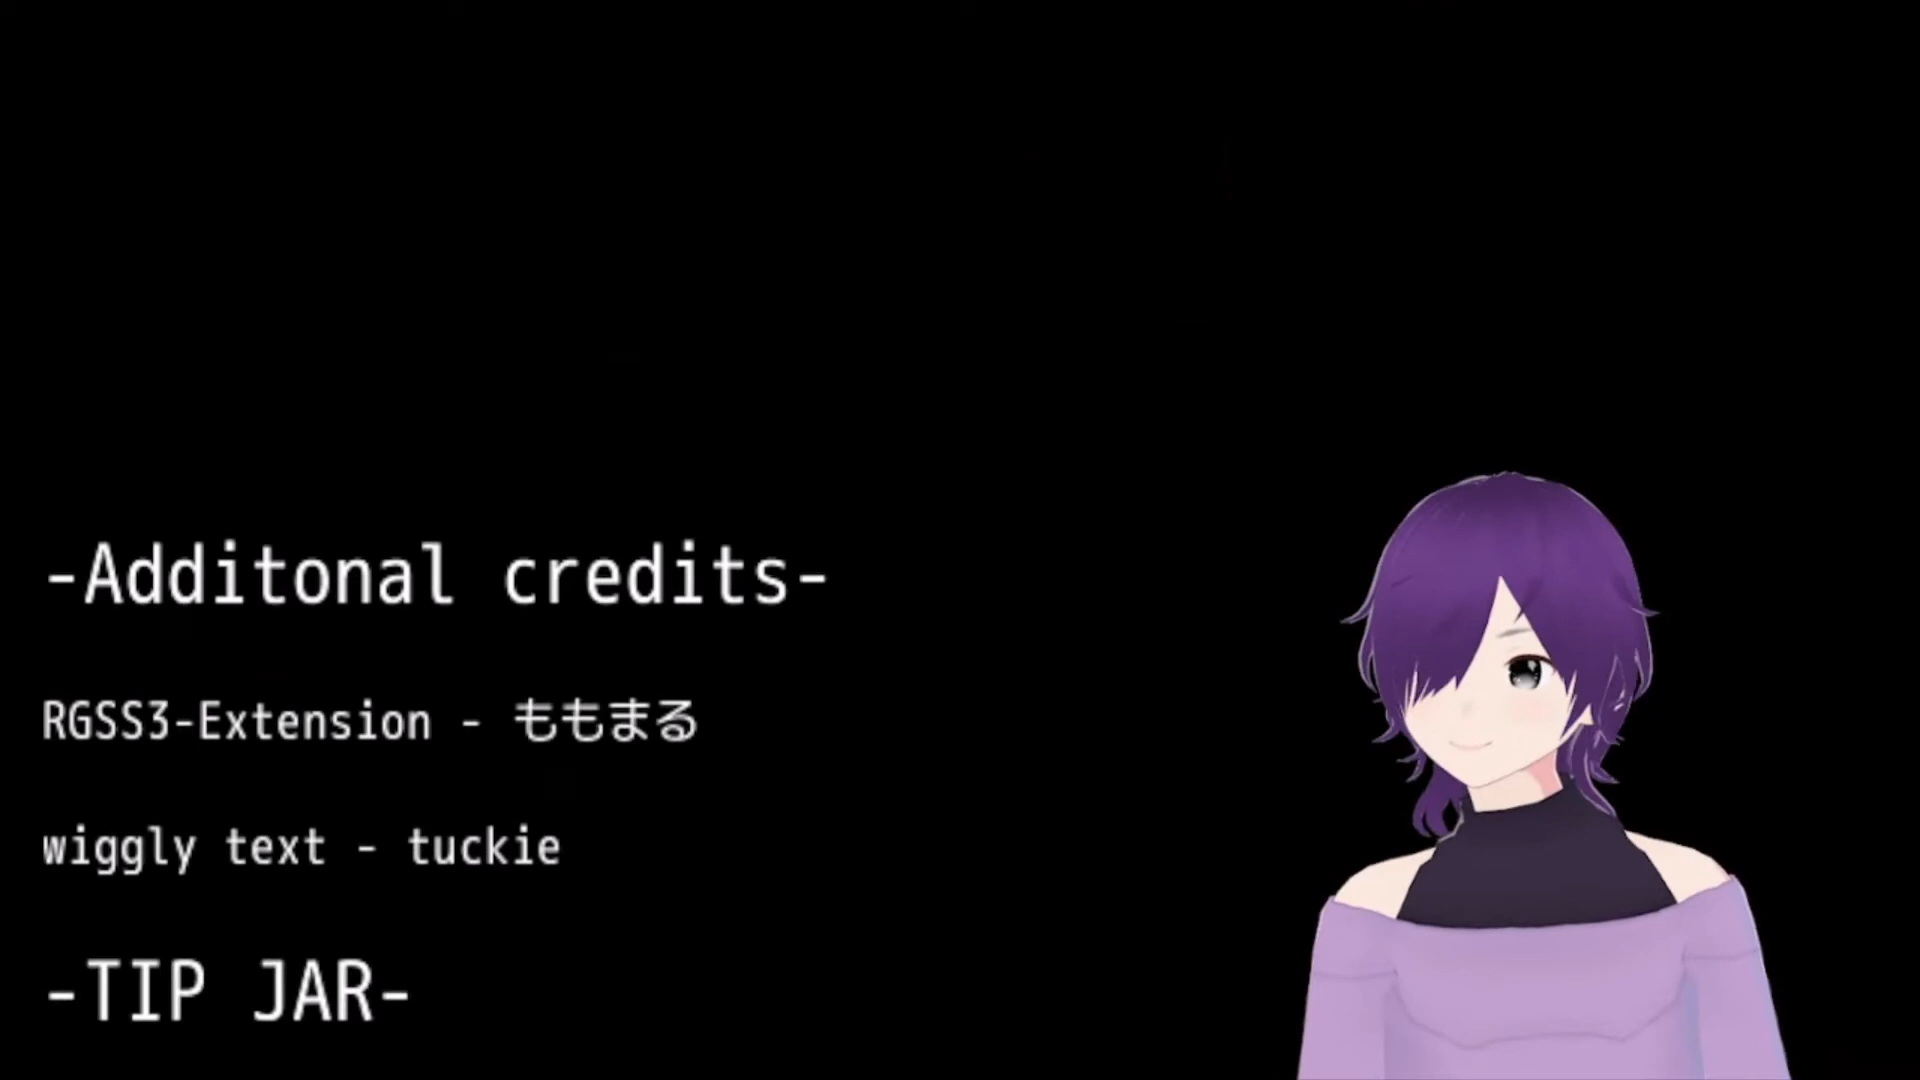 -Additonal credits-
RGSS3-Extension - ももまる
wiggly text - tuckie
-TIP JAR-